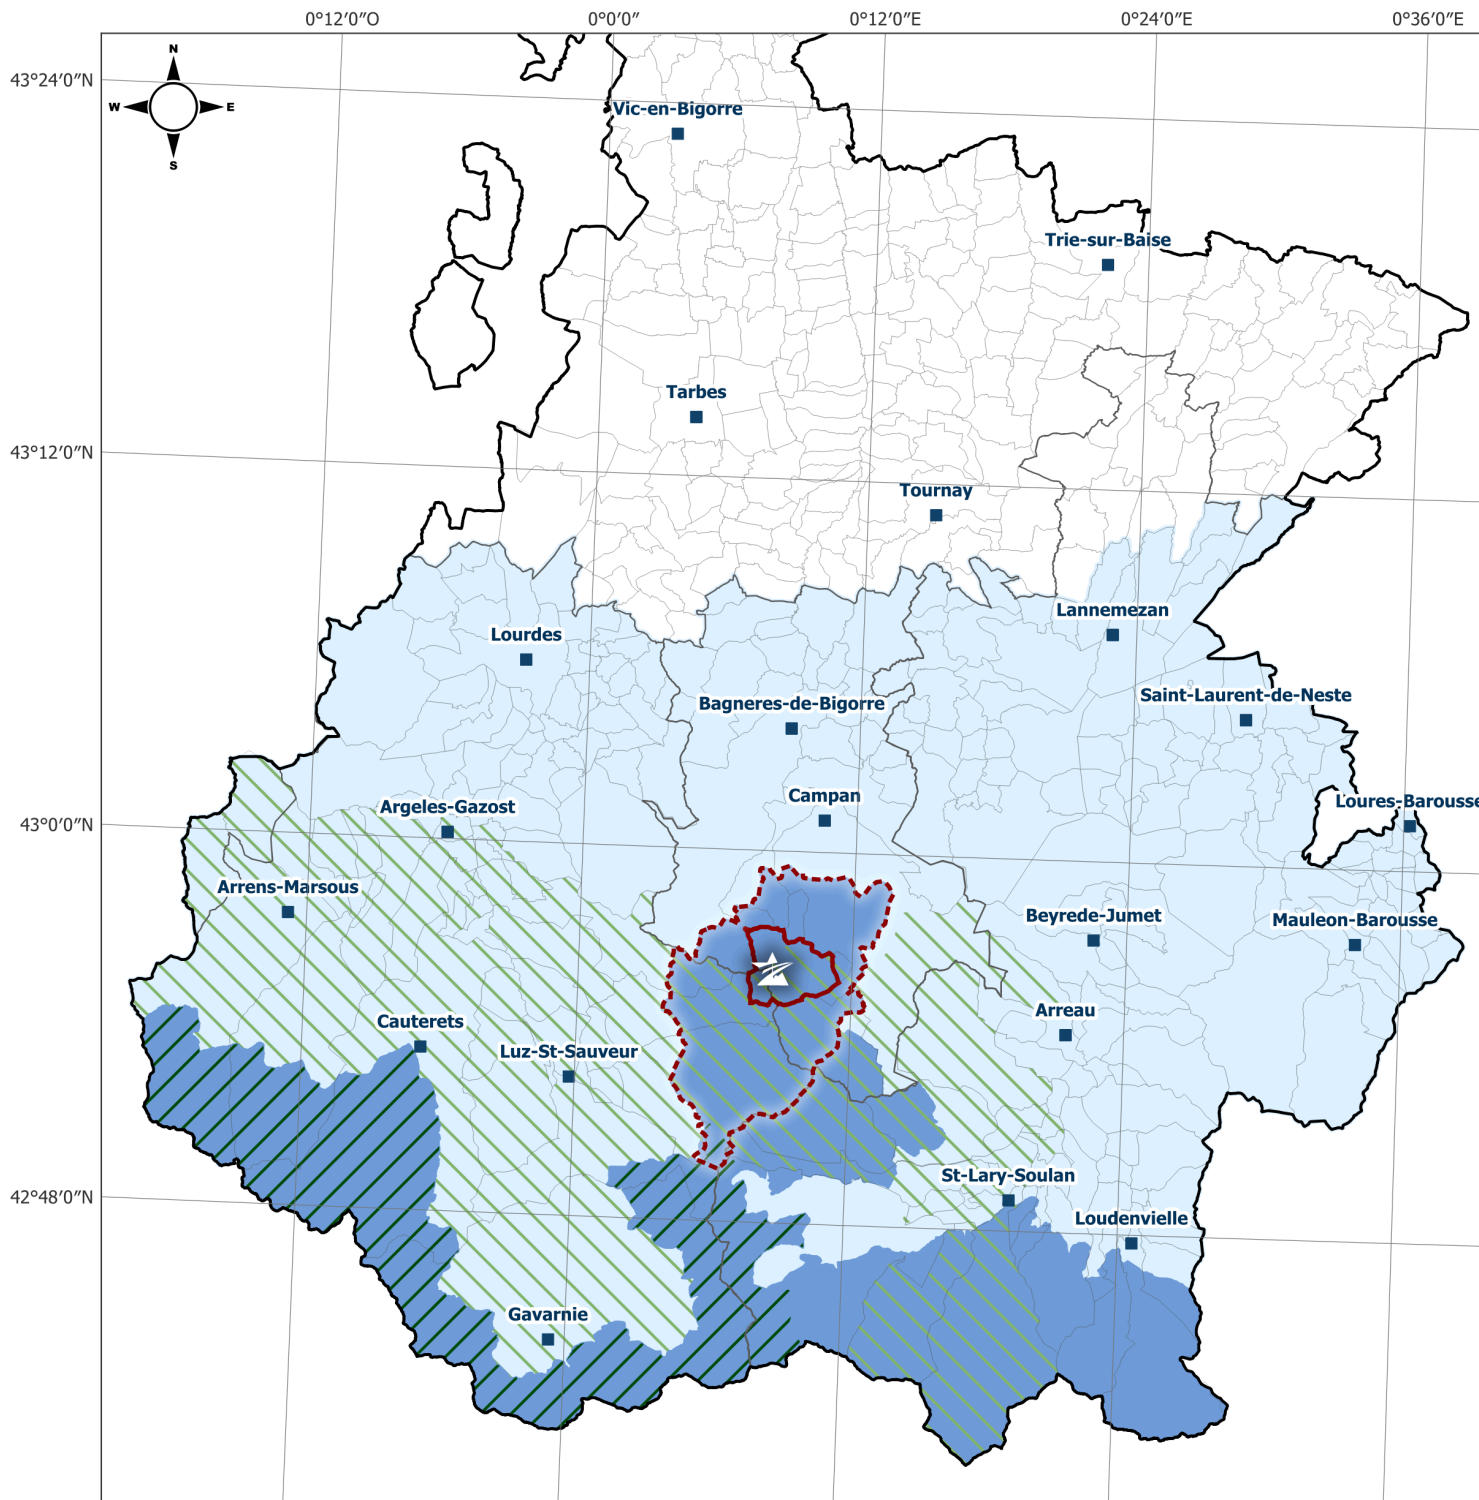 0°12′0″O
0°0′0″
0°12′0″E
0°24′0″E
0°36′0″E
43°24′0″N
N
W
E
S
Vic-en-Bigorre
Trie-sur-Baise
Tarbes
43°12′0″N
Tournay
Lannemezan
Lourdes
Saint-Laurent-de-Neste
Bagneres-de-Bigorre
Campan
Loures-Barousse
Argeles-Gazost
43°0′0″N
Arrens-Marsous
Beyrede-Jumet
Mauleon-Barousse
Arreau
Cauterets
Luz-St-Sauveur
St-Lary-Soulan
42°48′0″N
Loudenvielle
Gavarnie